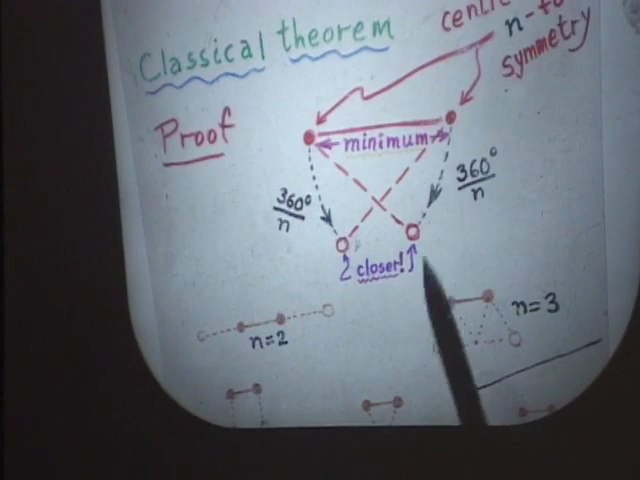 Classical theorem
n-fo
symmetry
Proof
minimum
360°
n
360°
n
closer!
n=2
n=3